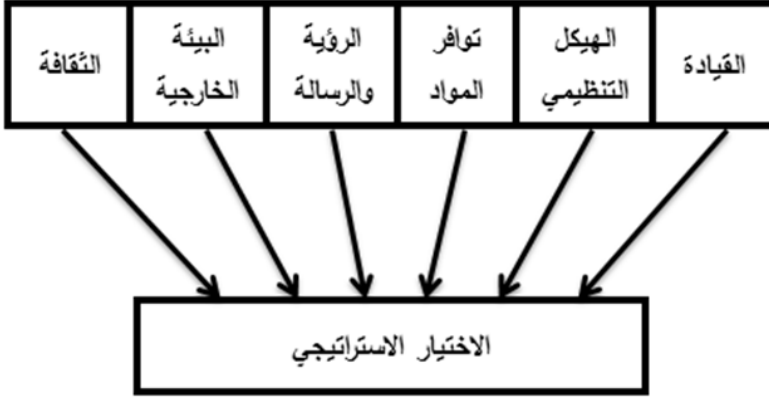 القيادة
الهيكل
التنظيمي
توافر
المواد
الرؤية
والرسالة
البيئة
الخارجية
الثقافة
الاختيار الاستراتيجي